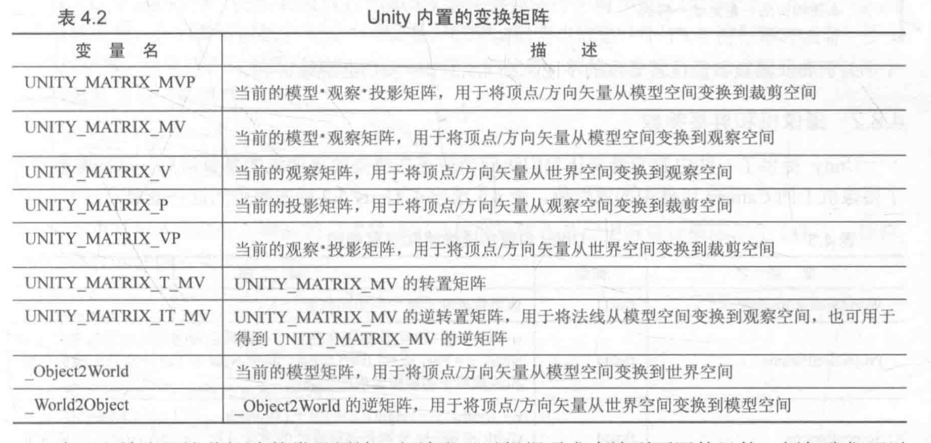 表 4.2 Unity 内置的变换矩阵
变 量 名 描 述
UNITY_MATRIX_MVP 当前的模型·观察·投影矩阵，用于将顶点/方向矢量从模型空间变换到裁剪空间
UNITY_MATRIX_MV 当前的模型·观察矩阵，用于将顶点/方向矢量从模型空间变换到观察空间
UNITY_MATRIX_V 当前的观察矩阵，用于将顶点/方向矢量从世界空间变换到观察空间
UNITY_MATRIX_P 当前的投影矩阵，用于将顶点/方向矢量从观察空间变换到裁剪空间
UNITY_MATRIX_VP 当前的观察·投影矩阵，用于将顶点/方向矢量从世界空间变换到裁剪空间
UNITY_MATRIX_T_MV UNITY_MATRIX_MV 的转置矩阵
UNITY_MATRIX_IT_MV UNITY_MATRIX_MV 的逆转置矩阵，用于将法线从模型空间变换到观察空间，也可用于
得到 UNITY_MATRIX_MV 的逆矩阵
_Object2World 当前的模型矩阵，用于将顶点/方向矢量从模型空间变换到世界空间
_World2Object _Object2World 的逆矩阵，用于将顶点/方向矢量从世界空间变换到模型空间